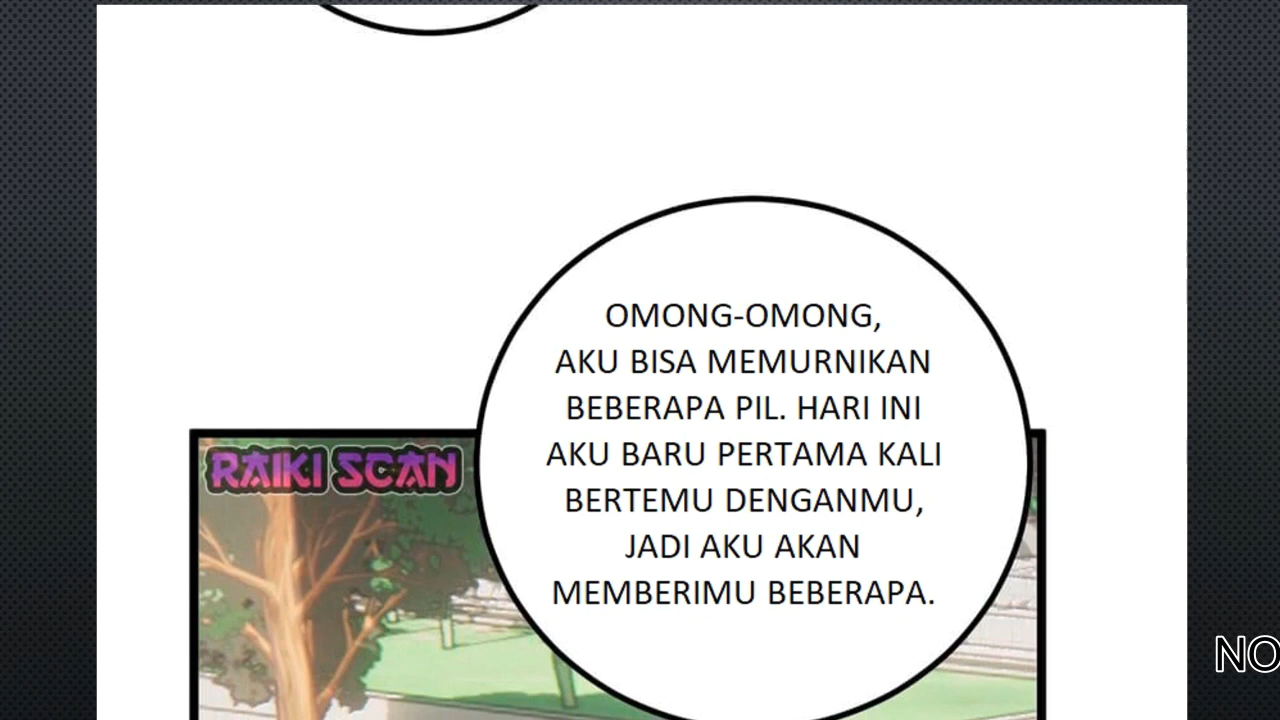 OMONG-OMONG,
AKU BISA MEMURNIKAN
BEBERAPA PIL. HARI INI
AKU BARU PERTAMA KALI
BERTEMU DENGANMU,
JADI AKU AKAN
MEMBERIMU BEBERAPA.
RAIKI SCAN
NO